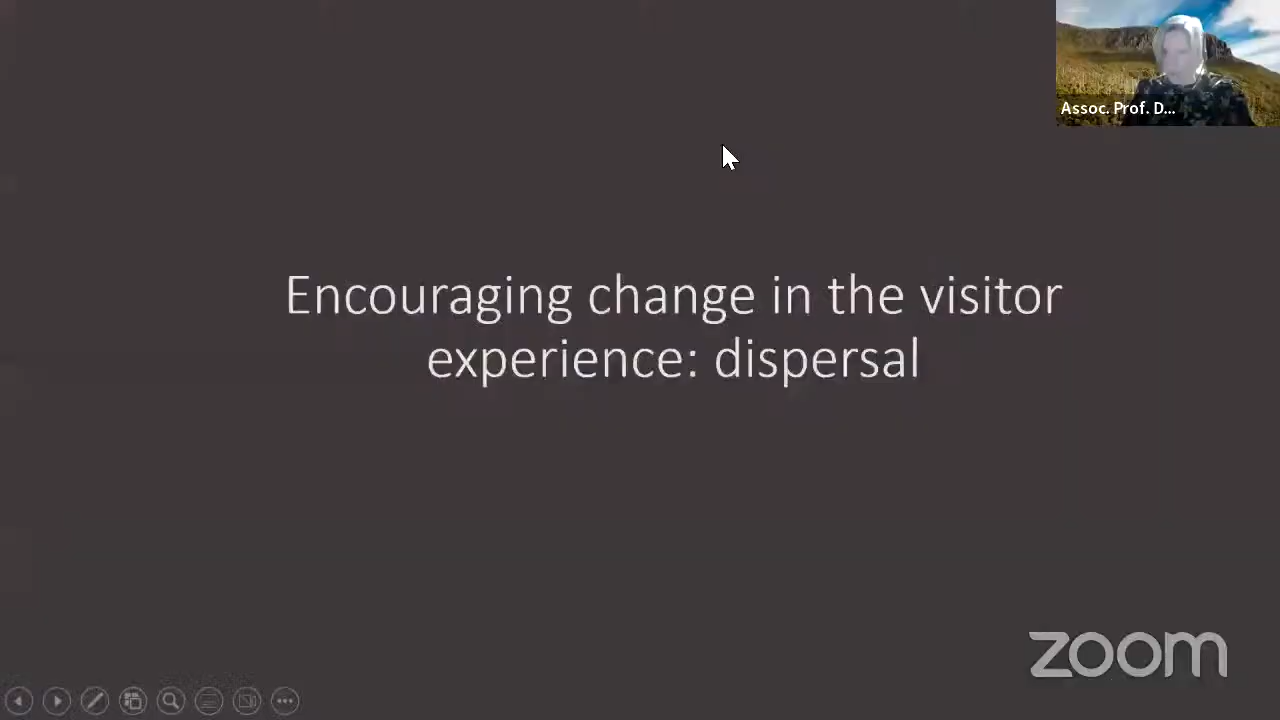 Assoc. Prof. D...
Encouraging change in the visitor
experience: dispersal
zoom